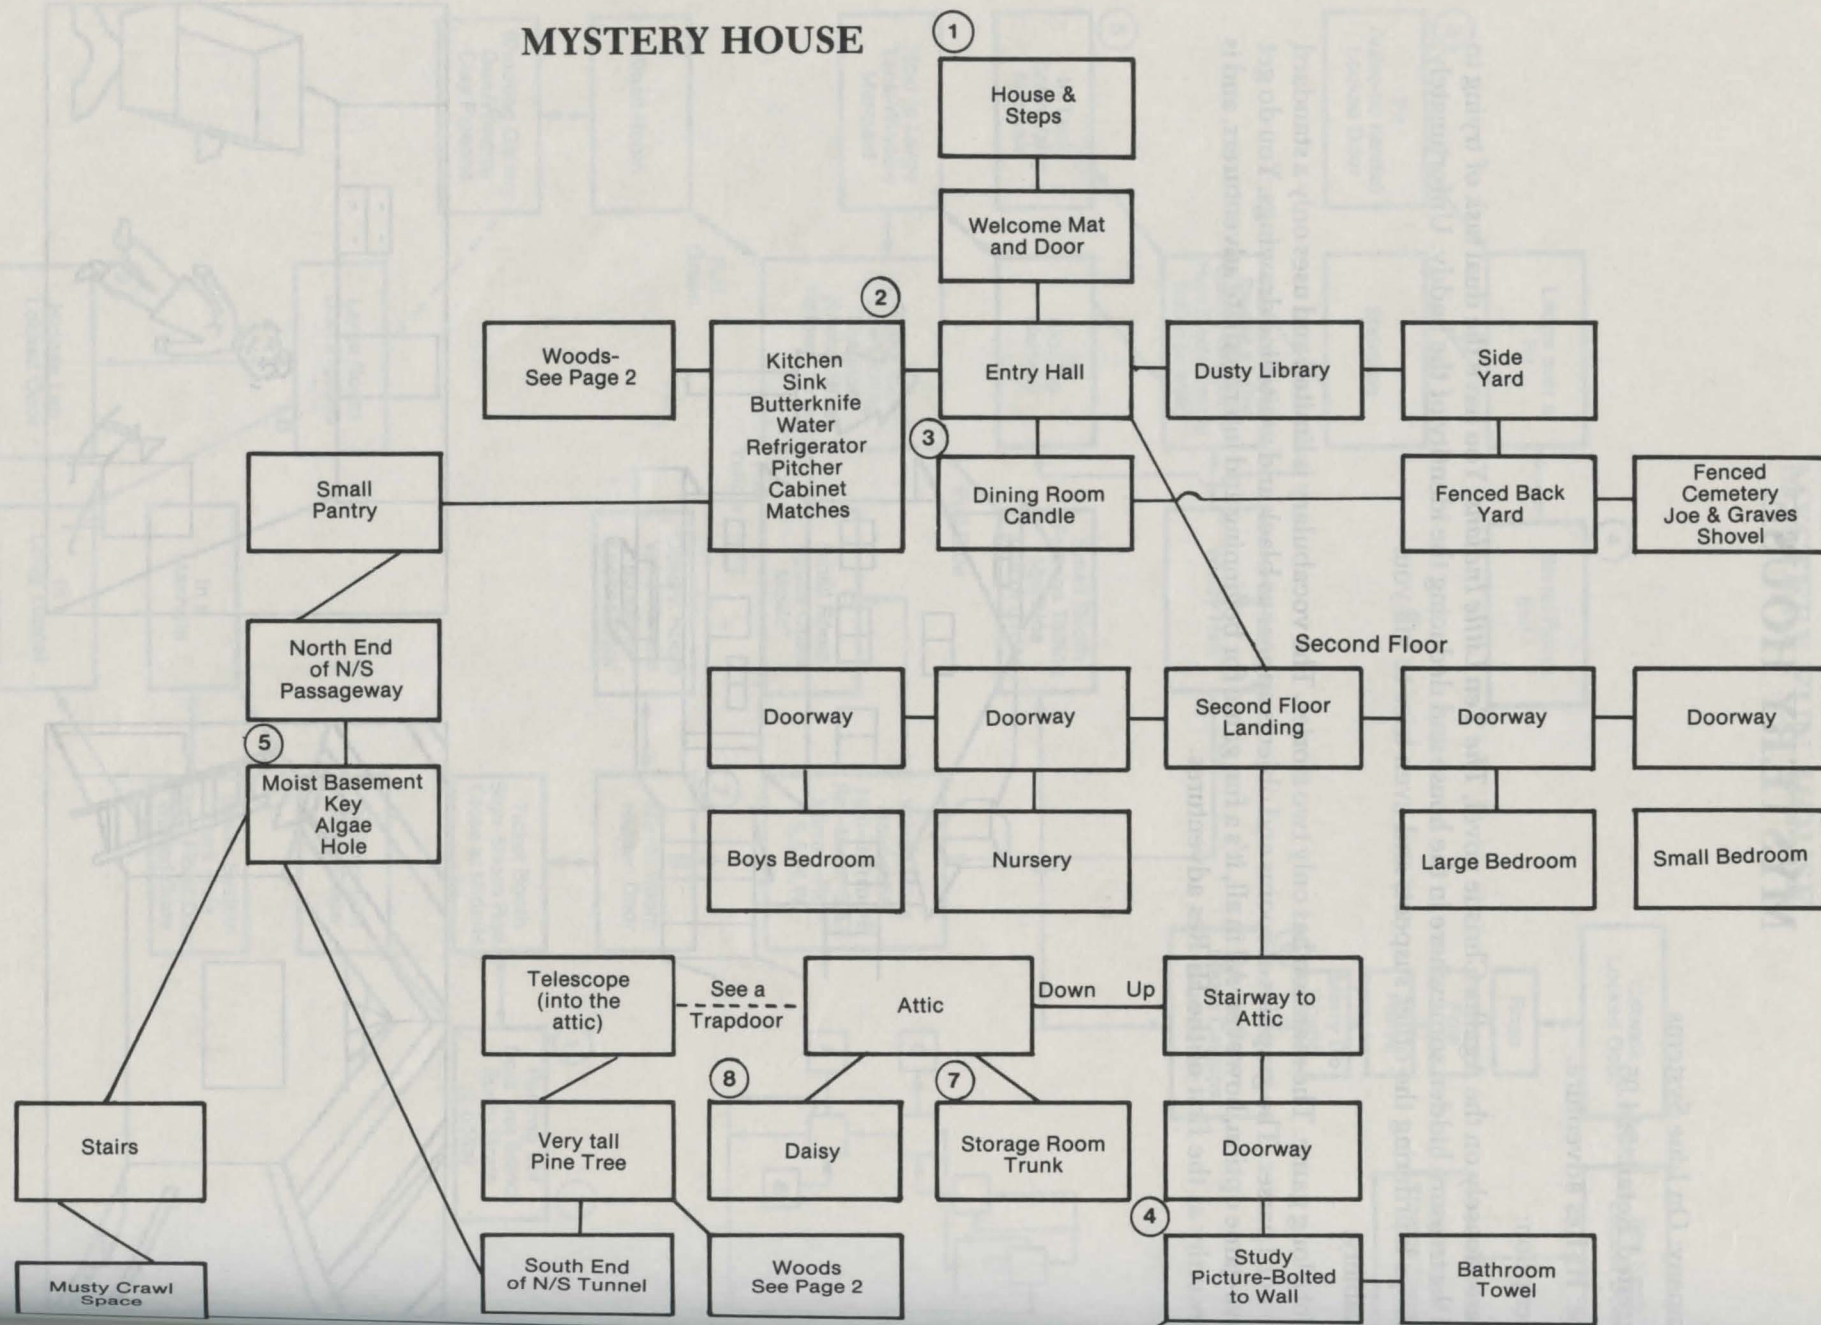 MYSTERY HOUSE
1
House &
Steps
Welcome Mat
and Door
2
Woods-
See Page 2
Kitchen
Sink
Butterknife
Water
Refrigerator
Pitcher
Cabinet
Matches
Entry Hall
Dusty Library
Side
Yard
3
Small
Pantry
Dining Room
Candle
Fenced Back
Yard
Fenced
Cemetery
Joe & Graves
Shovel
North End
of N/S
Passageway
Second Floor
Doorway
Doorway
Second Floor
Landing
Doorway
Doorway
5
Moist Basement
Key
Algae
Hole
Boys Bedroom
Nursery
Large Bedroom
Small Bedroom
Telescope
(into the
attic)
See a
Trapdoor
Attic
Down
Up
Stairway to
Attic
8
7
Stairs
Very tall
Pine Tree
Daisy
Storage Room
Trunk
Doorway
4
Musty Crawl
Space
South End
of N/S Tunnel
Woods
See Page 2
Study
Picture-Bolted
to Wall
Bathroom
Towel